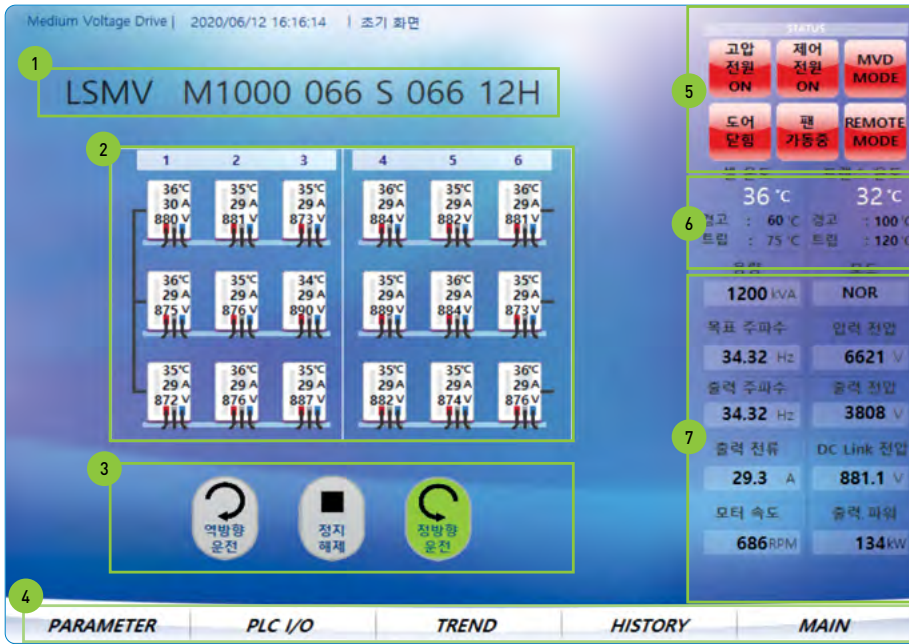 Medium Voltage Drive | 2020/06/12 16:16:14 | 초기 화면
1
LSMV M1000 066 S 066 12H
2
1 2 3 4 5 6
36℃ 35℃ 35℃ 36℃ 35℃ 36℃
30 A 29 A 29 A 29 A 29 A 29 A
880 V 881 V 873 V 884 V 882 V 881 V
36℃ 35℃ 34℃ 35℃ 36℃ 35℃
29 A 29 A 29 A 29 A 29 A 29 A
875 V 876 V 890 V 889 V 884 V 873 V
35℃ 36℃ 35℃ 35℃ 35℃ 36℃
29 A 29 A 29 A 29 A 29 A 29 A
872 V 876 V 887 V 882 V 874 V 876 V
3
역방향 운전
정지 해제
정방향 운전
4
PARAMETER PLC I/O TREND HISTORY MAIN
STATUS
5
고압 전원 ON
제어 전원 ON
MVD MODE
도어 닫힘
팬 가동중
REMOTE MODE
셀 온도
6
36 ℃ 32 ℃
경고 : 60 ℃ 경고 : 100 ℃
트립 : 75 ℃ 트립 : 120 ℃
용량 모드
1200 kVA NOR
목표 주파수 입력 전압
34.32 Hz 6621 V
출력 주파수 출력 전압
34.32 Hz 3808 V
7
출력 전류 DC Link 전압
29.3 A 881.1 V
모터 속도 출력 파워
686 RPM 134 kW